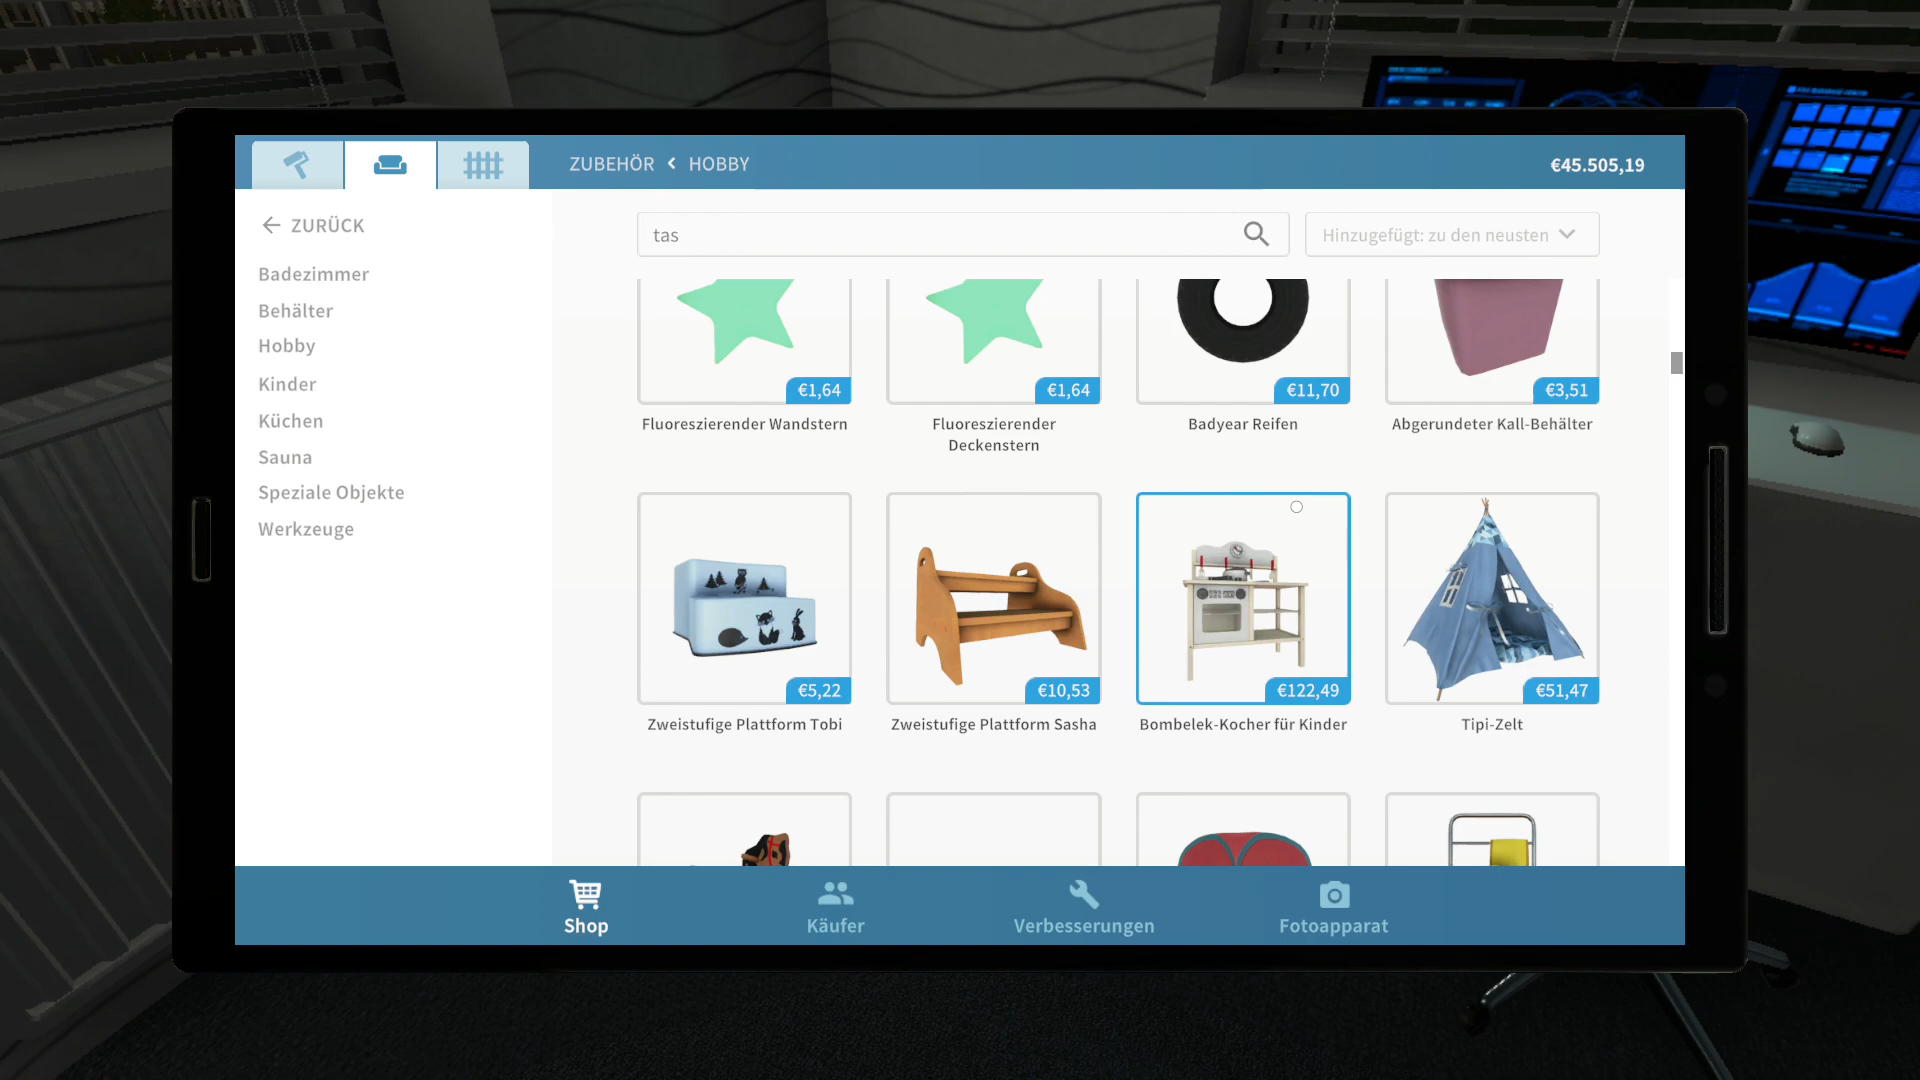 ZUBEHÖR < HOBBY
€45.505,19
ZURÜCK
Badezimmer
Behälter
Hobby
Kinder
Küchen
Sauna
Speziale Objekte
Werkzeuge
tas
Hinzugefügt: zu den neusten
€1,64
€1,64
€11,70
€3,51
Fluoreszierender Wandstern
Fluoreszierender
Deckenstern
Badyear Reifen
Abgerundeter Kall-Behälter
€5,22
€10,53
€122,49
€51,47
Zweistufige Plattform Tobi
Zweistufige Plattform Sasha
Bombelek-Kocher für Kinder
Tipi-Zelt
Shop
Käufer
Verbesserungen
Fotoapparat